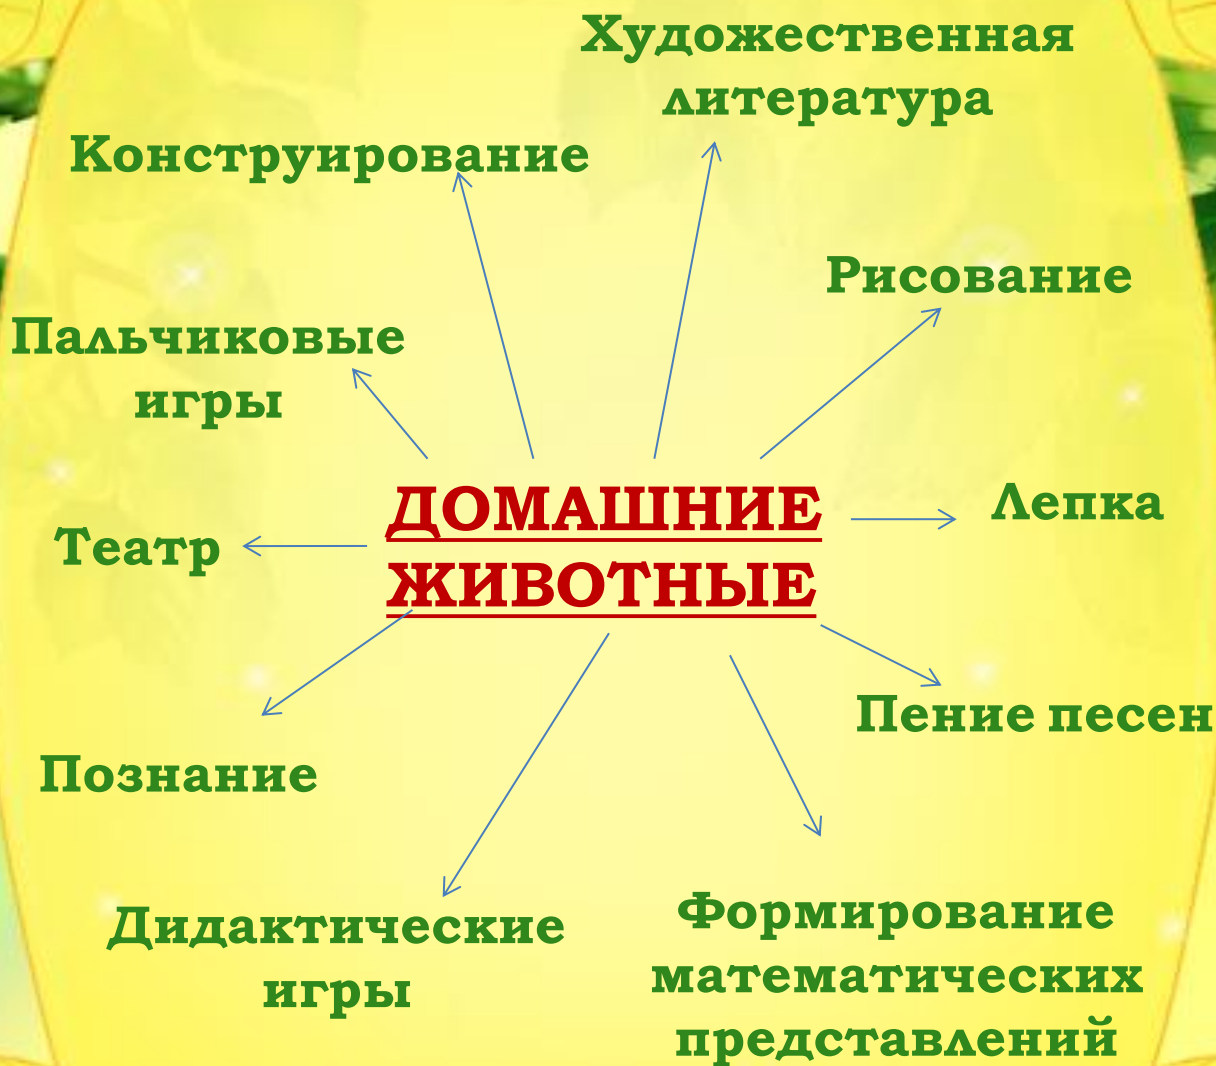 Художественная
литература
Конструирование
Рисование
Пальчиковые
игры
ДОМАШНИЕ
ЖИВОТНЫЕ
Лепка
Театр
Пение песен
Познание
Дидактические
игры
Формирование
математических
представлений